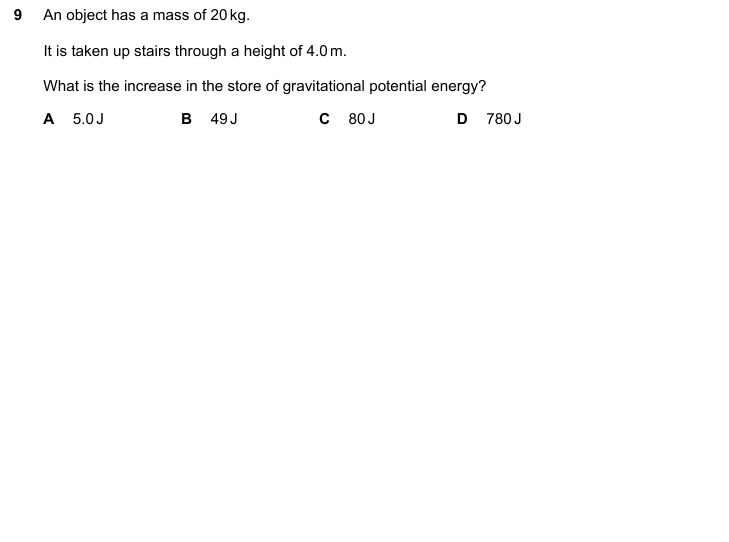 9 An object has a mass of 20 kg.
It is taken up stairs through a height of 4.0 m.
What is the increase in the store of gravitational potential energy?
A 5.0 J B 49 J C 80 J D 780 J